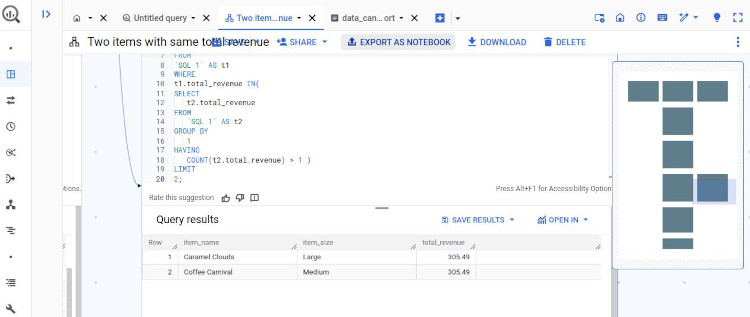 Untitled query
Two item...nue
data_can... ort
Two items with same total revenue
SAVE
SHARE
EXPORT AS NOTEBOOK
DOWNLOAD
DELETE
7 FROM
8 `SQL 1` AS t1
9 WHERE
10 t1.total_revenue IN(
11 SELECT
12 t2.total_revenue
13 FROM
14 `SQL 1` AS t2
15 GROUP BY
16 1
17 HAVING
18 COUNT(t2.total_revenue) > 1 )
19 LIMIT
20 2;
ptions.
Press Alt+F1 for Accessibility Option
Rate this suggestion
Query results
SAVE RESULTS
OPEN IN
Row item_name item_size total_revenue
1 Caramel Clouds Large 305.49
2 Coffee Carnival Medium 305.49